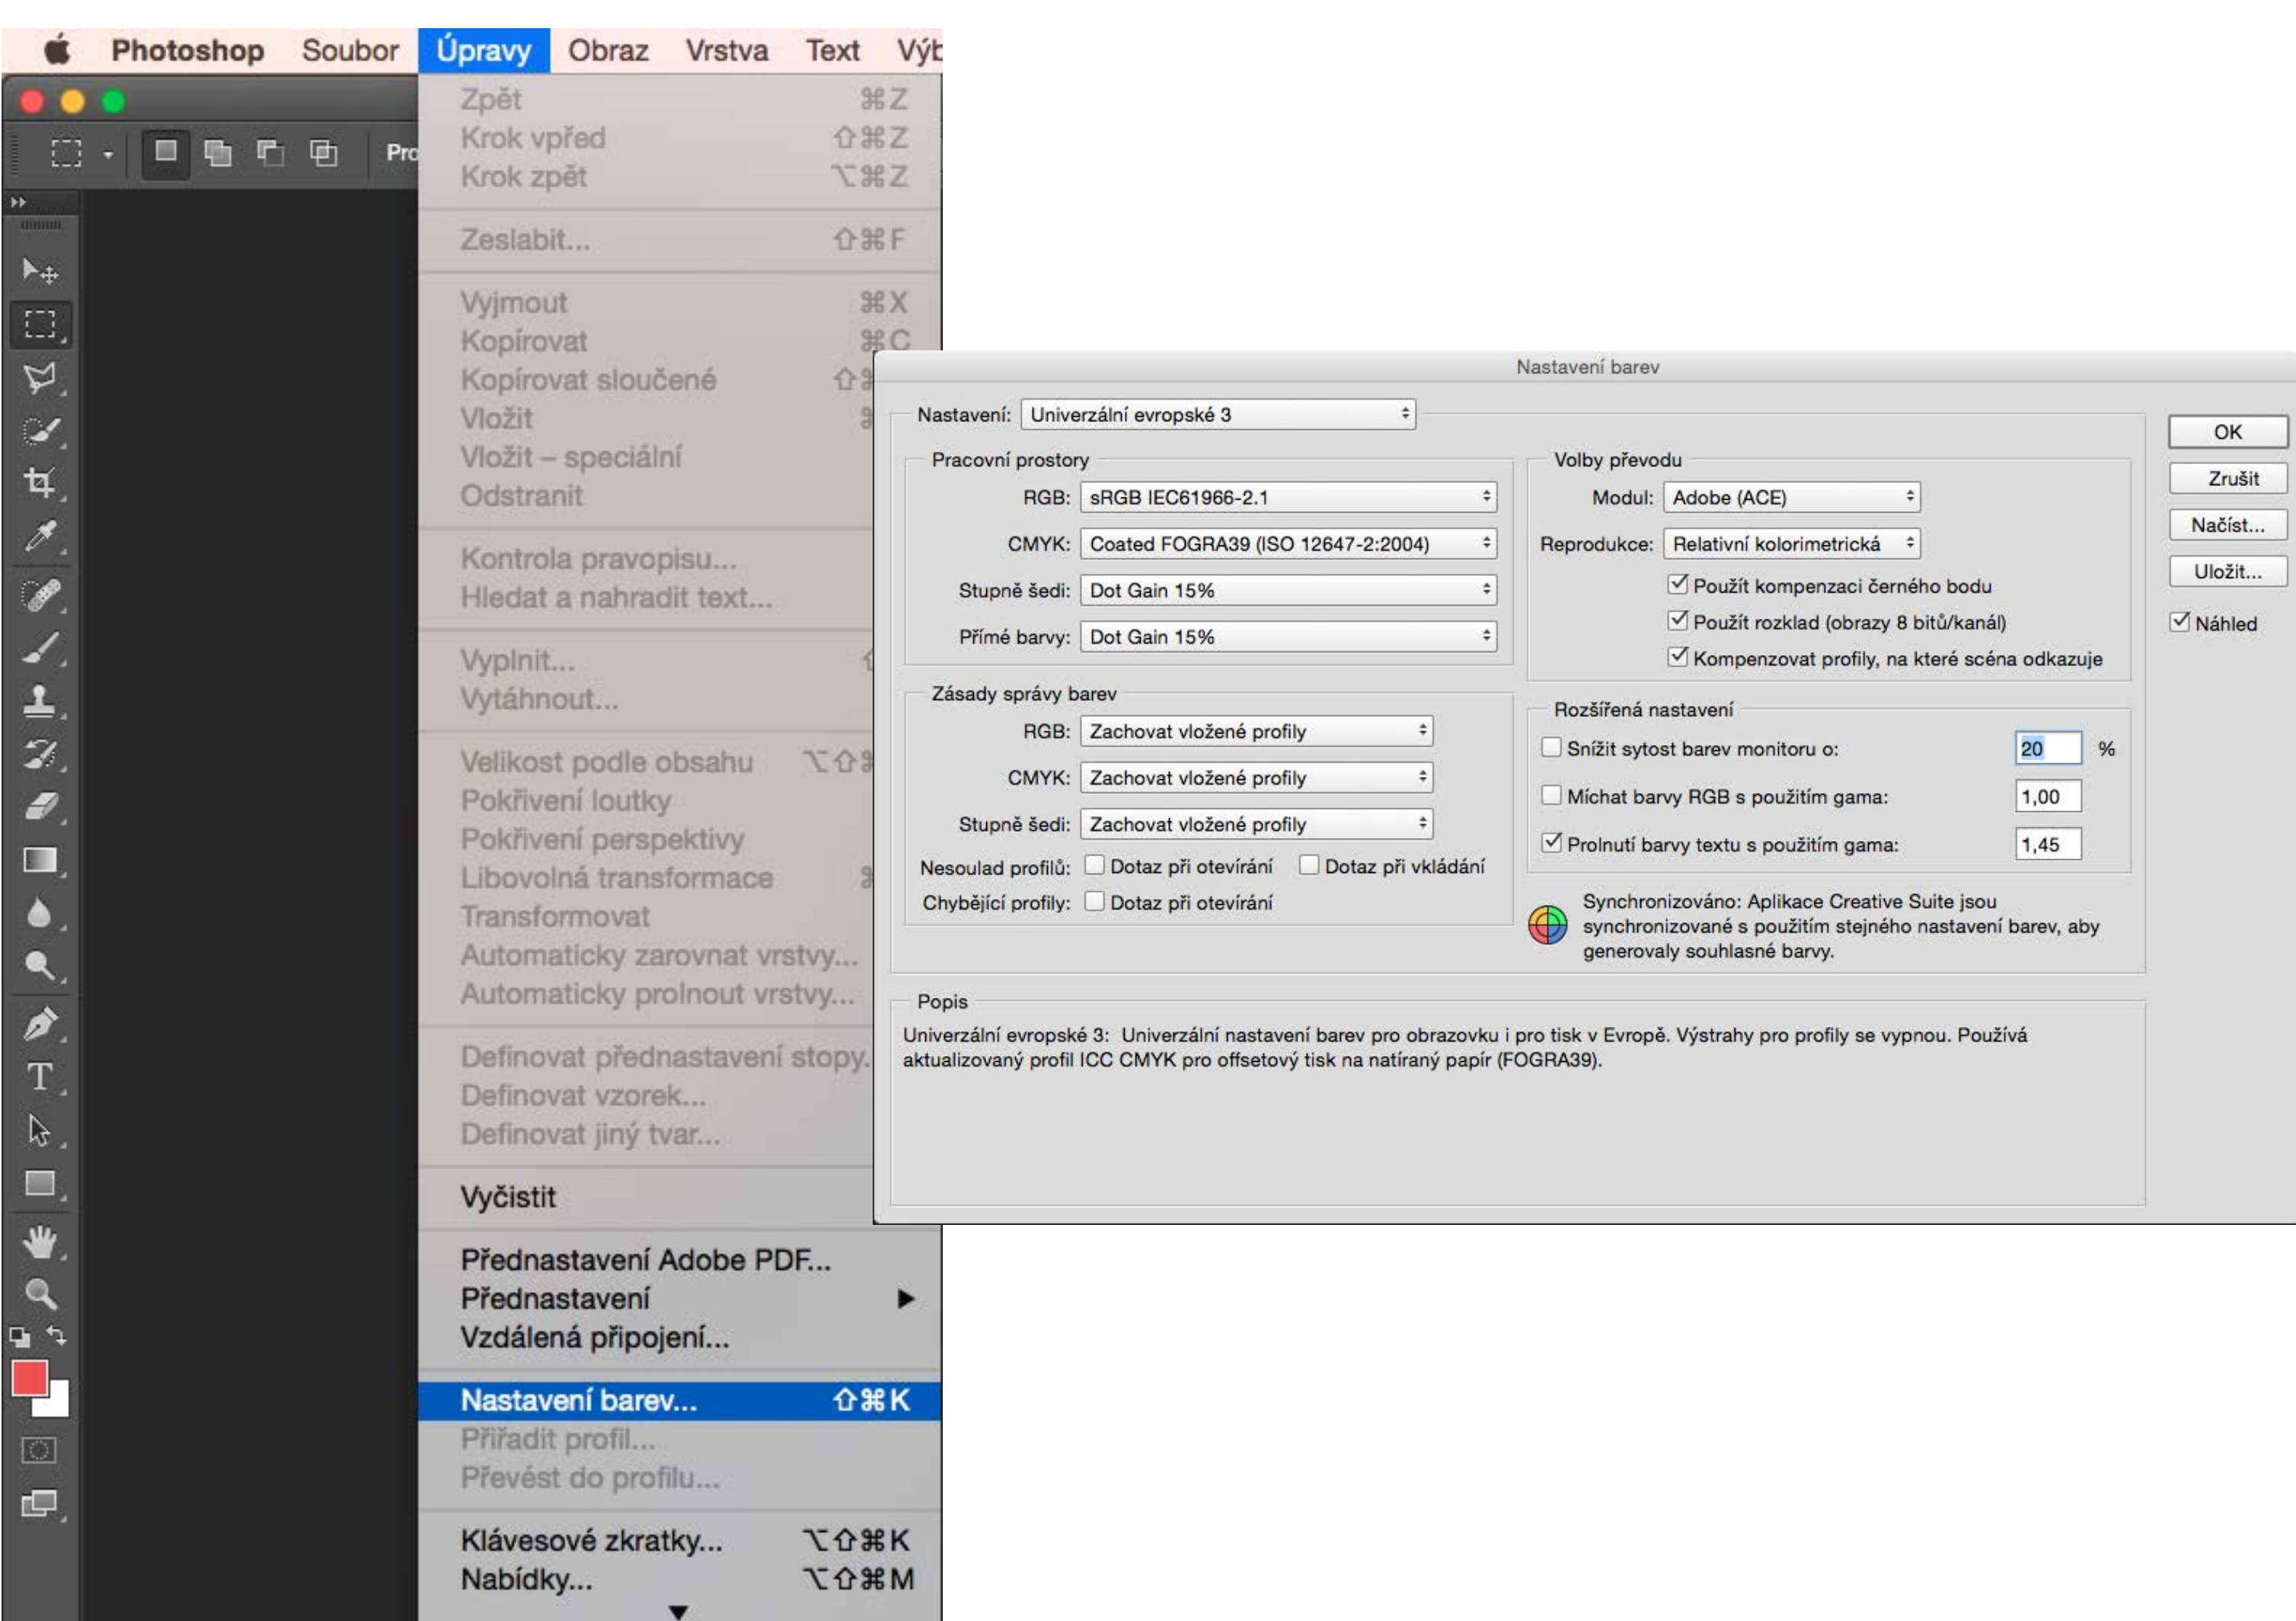 Photoshop Soubor Úpravy Obraz Vrstva Text Výb
Pro
Zpět ⌘Z
Krok vpřed ⇧⌘Z
Krok zpět ⌥⌘Z
Zeslabit... ⇧⌘F
Vyjmout ⌘X
Kopírovat ⌘C
Kopírovat sloučené ⇧⌘
Vložit ⌘
Vložit – speciální
Odstranit
Kontrola pravopisu...
Hledat a nahradit text...
Vyplnit... ⇧
Vytáhnout...
Velikost podle obsahu ⌥⇧⌘
Pokřivení loutky
Pokřivení perspektivy
Libovolná transformace ⌘
Transformovat
Automaticky zarovnat vrstvy...
Automaticky prolnout vrstvy...
Definovat přednastavení stopy.
Definovat vzorek...
Definovat jiný tvar...
Vyčistit
Přednastavení Adobe PDF...
Přednastavení
Vzdálená připojení...
Nastavení barev... ⇧⌘K
Přiřadit profil...
Převést do profilu...
Klávesové zkratky... ⌥⇧⌘K
Nabídky... ⌥⇧⌘M
Nastavení barev
Nastavení: Univerzální evropské 3
Pracovní prostory
RGB: sRGB IEC61966-2.1
CMYK: Coated FOGRA39 (ISO 12647-2:2004)
Stupně šedi: Dot Gain 15%
Přímé barvy: Dot Gain 15%
Zásady správy barev
RGB: Zachovat vložené profily
CMYK: Zachovat vložené profily
Stupně šedi: Zachovat vložené profily
Nesoulad profilů: Dotaz při otevírání Dotaz při vkládání
Chybějící profily: Dotaz při otevírání
Volby převodu
Modul: Adobe (ACE)
Reprodukce: Relativní kolorimetrická
Použít kompenzaci černého bodu
Použít rozklad (obrazy 8 bitů/kanál)
Kompenzovat profily, na které scéna odkazuje
Rozšířená nastavení
Snížit sytost barev monitoru o: 20 %
Míchat barvy RGB s použitím gama: 1,00
Prolnutí barvy textu s použitím gama: 1,45
Synchronizováno: Aplikace Creative Suite jsou
synchronizované s použitím stejného nastavení barev, aby
generovaly souhlasné barvy.
OK
Zrušit
Načíst...
Uložit...
Náhled
Popis
Univerzální evropské 3: Univerzální nastavení barev pro obrazovku i pro tisk v Evropě. Výstrahy pro profily se vypnou. Používá
aktualizovaný profil ICC CMYK pro offsetový tisk na natíraný papír (FOGRA39).